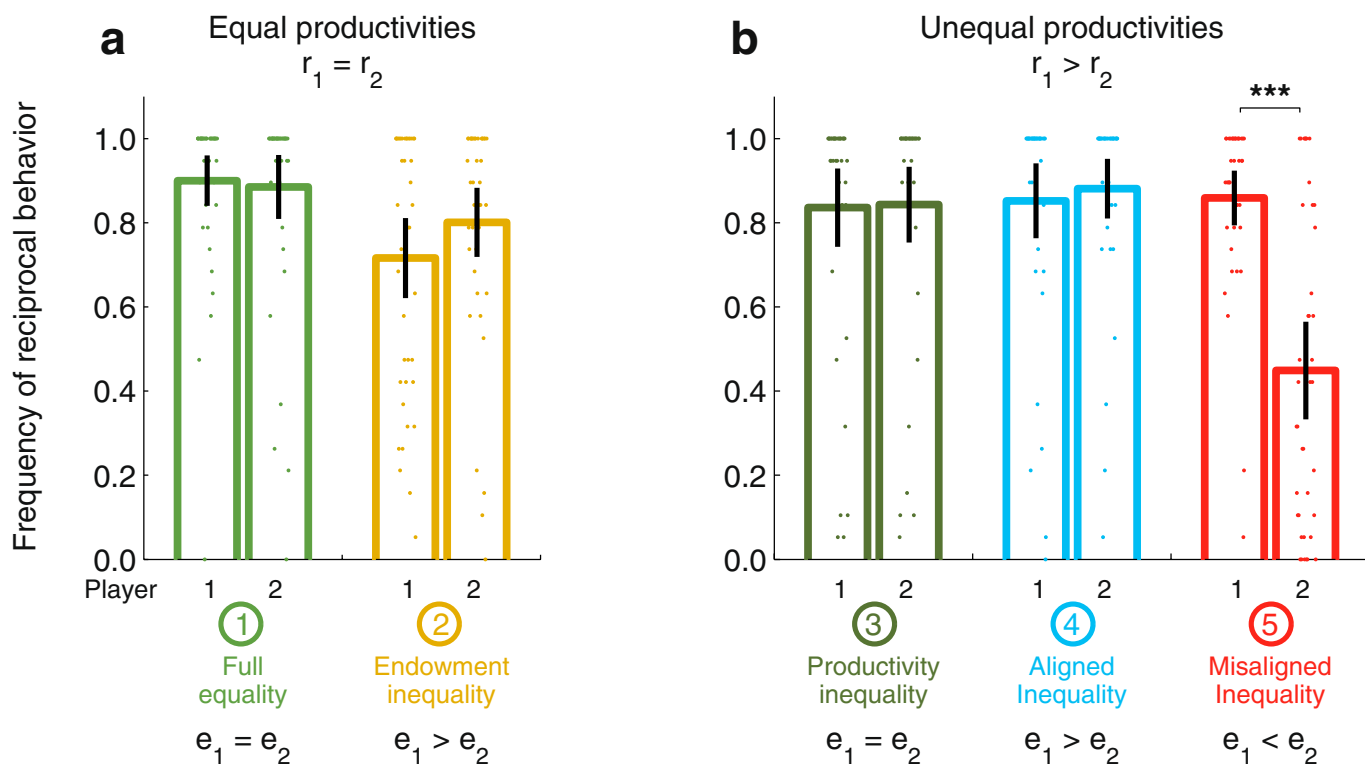 a
Equal productivities
r1 = r2
b
Unequal productivities
r1 > r2
***
Frequency of reciprocal behavior
1.0
0.8
0.6
0.4
0.2
0.0
1.0
0.8
0.6
0.4
0.2
0.0
Player 1 2 1 2
1 2 1 2 1 2
1
Full
equality
e1 = e2
2
Endowment
inequality
e1 > e2
3
Productivity
inequality
e1 = e2
4
Aligned
Inequality
e1 > e2
5
Misaligned
Inequality
e1 < e2